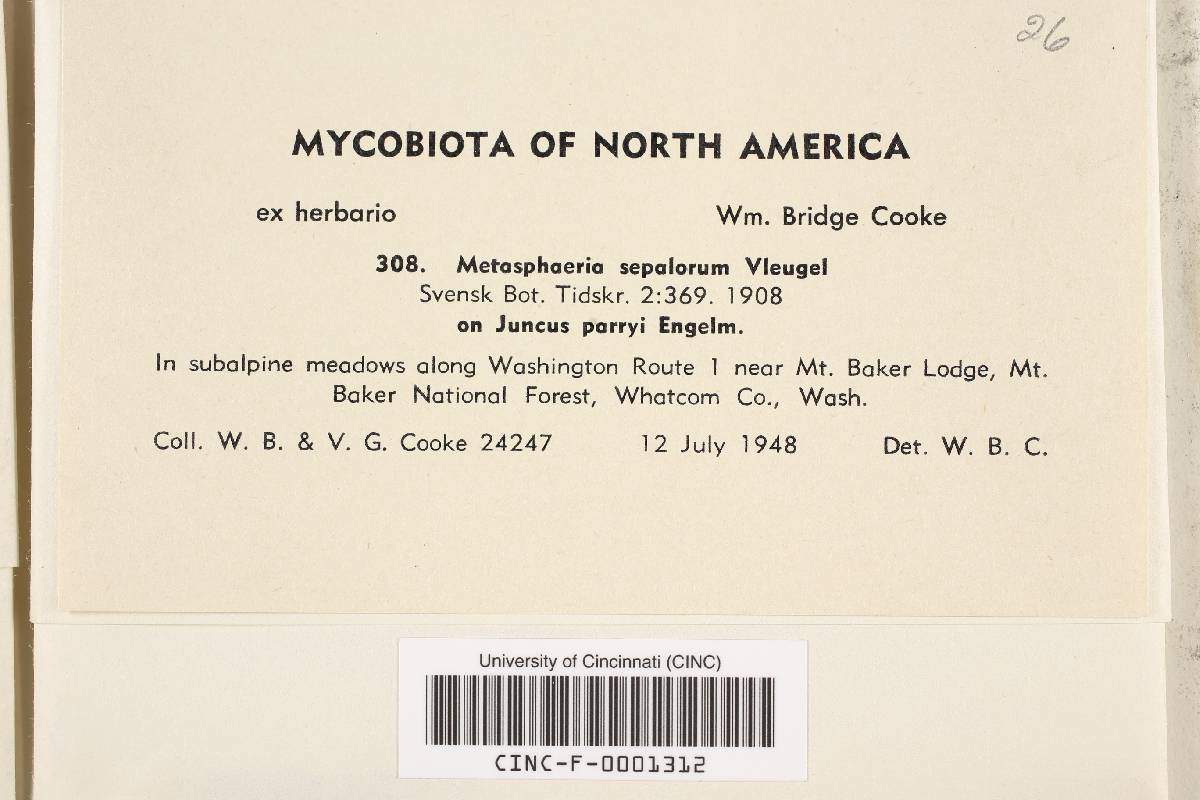 26
MYCOBIOTA OF NORTH AMERICA
ex herbario Wm. Bridge Cooke
308. Metasphaeria sepalorum Vleugel
Svensk Bot. Tidskr. 2:369. 1908
on Juncus parryi Engelm.
In subalpine meadows along Washington Route 1 near Mt. Baker Lodge, Mt.
Baker National Forest, Whatcom Co., Wash.
Coll. W. B. & V. G. Cooke 24247 12 July 1948 Det. W. B. C.
University of Cincinnati (CINC)
CINC-F-0001312